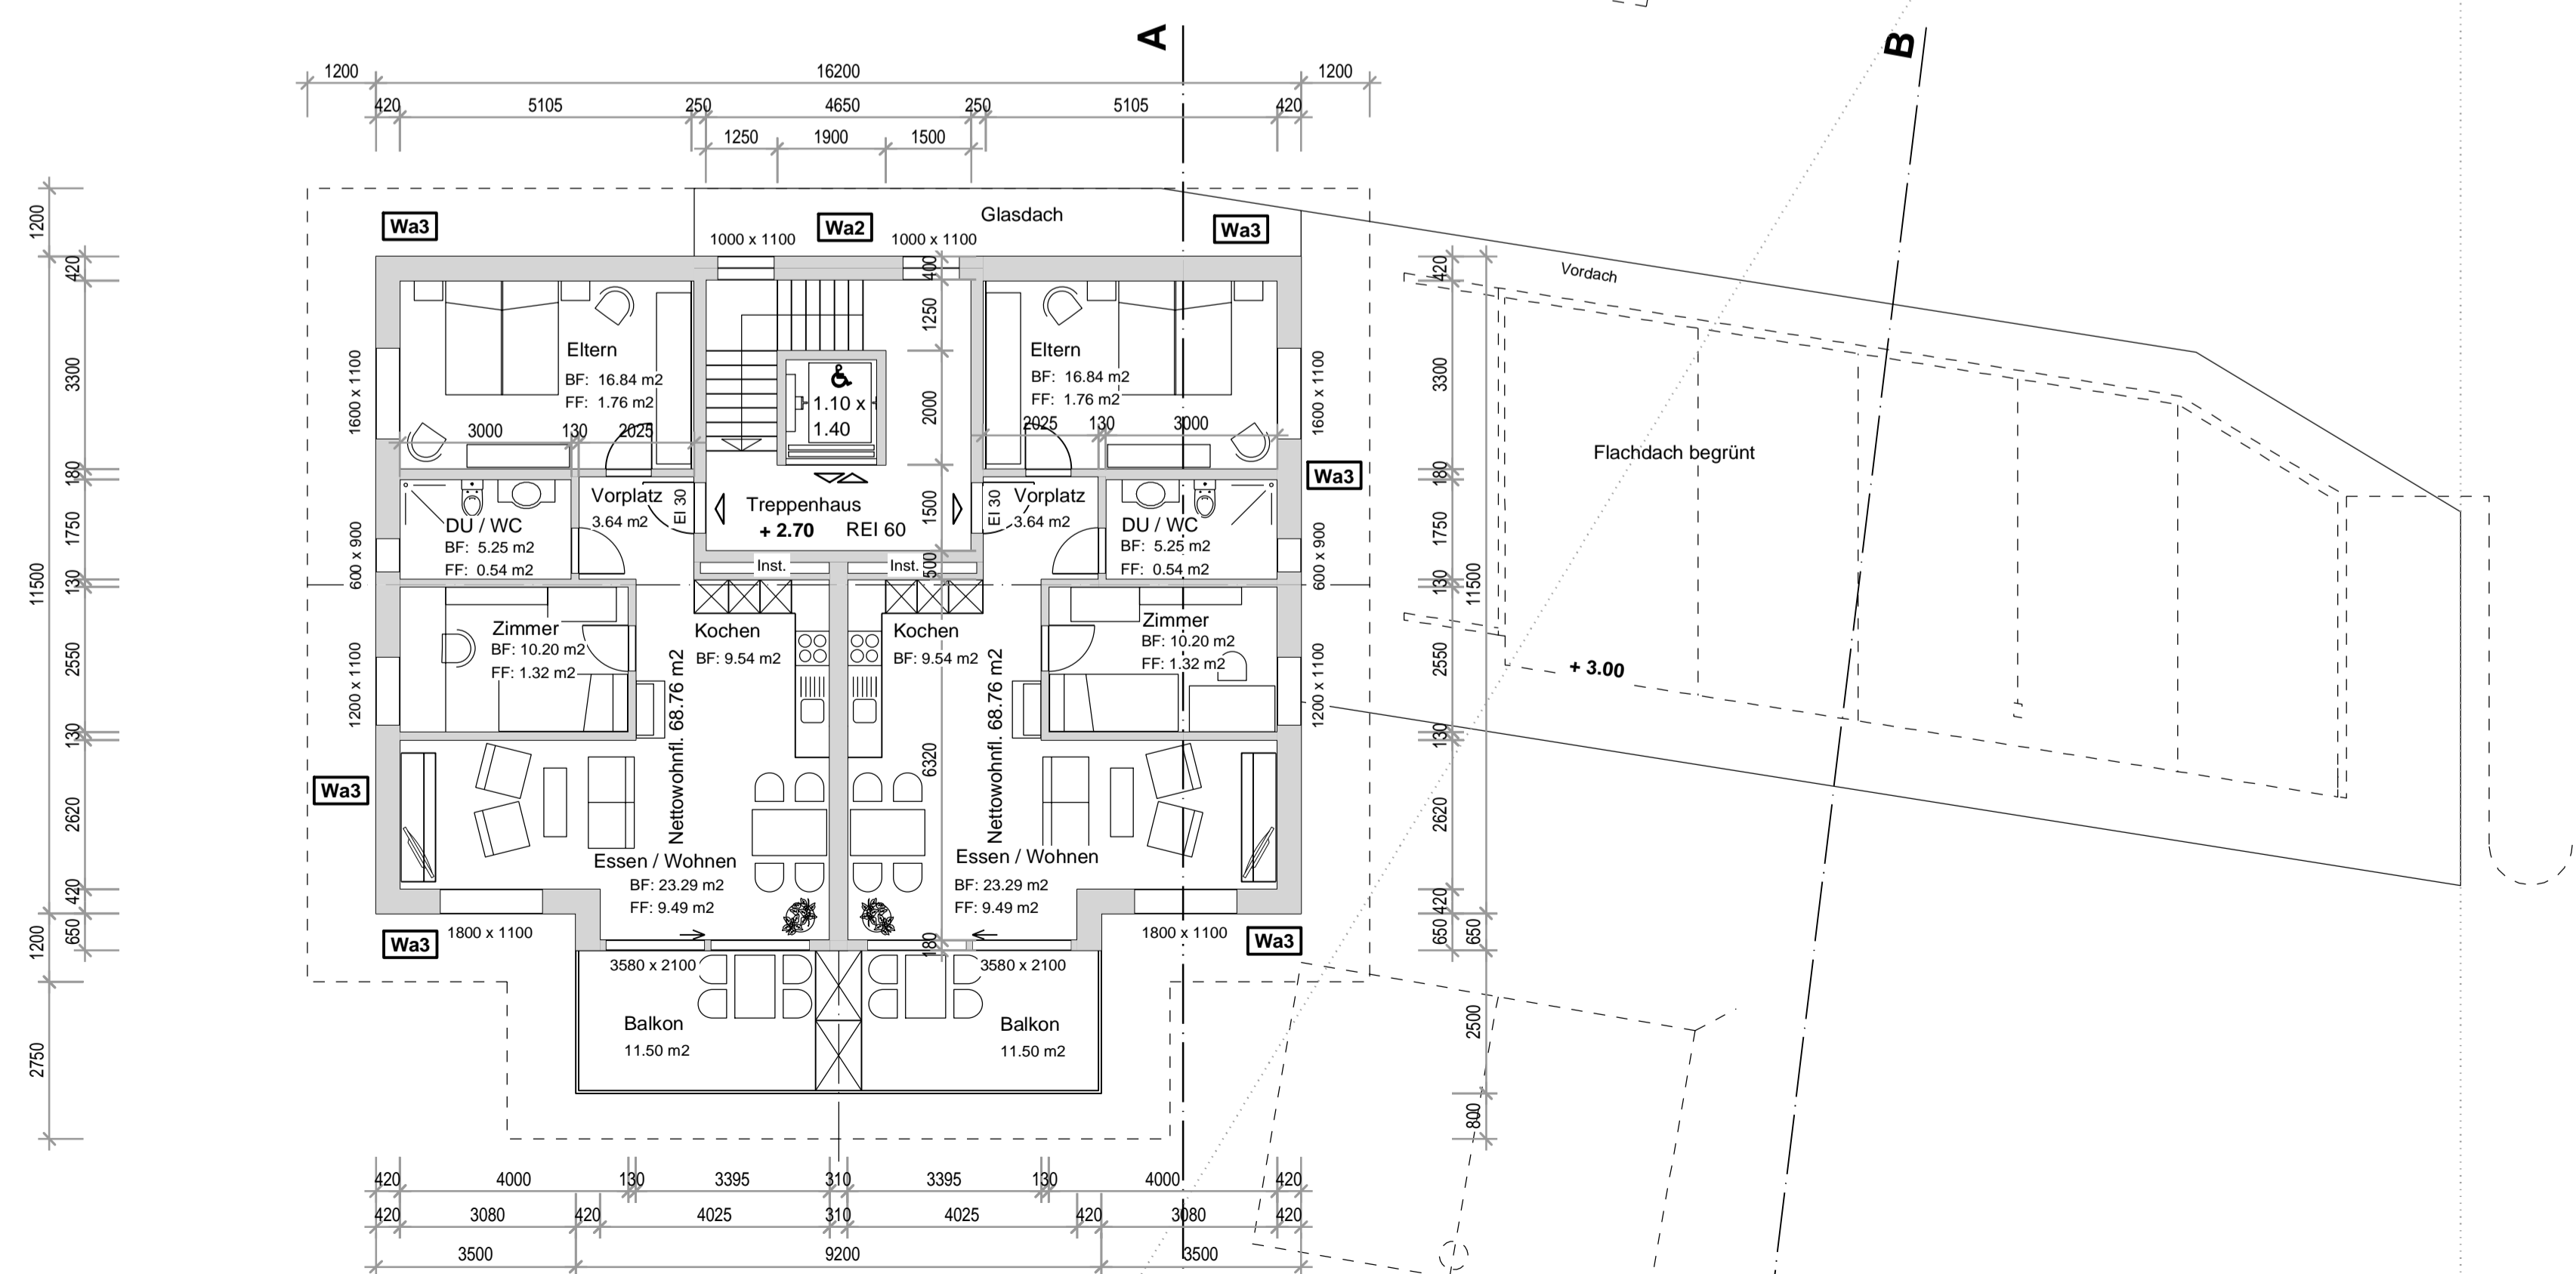 A
B
1200 16200 1200
420 5105 250 4650 250 5105 420
1250 1900 1500
Wa3
Wa2
Glasdach
Wa3
1000 x 1100
1000 x 1100
Vordach
Eltern
BF: 16.84 m2
FF: 1.76 m2
3000 130 2025
1.10 x
1.40
Eltern
BF: 16.84 m2
FF: 1.76 m2
2025 130 3000
Flachdach begrünt
Wa3
DU / WC
BF: 5.25 m2
FF: 0.54 m2
Vorplatz
3.64 m2
EI 30
Treppenhaus
+ 2.70 REI 60
EI 30
Vorplatz
3.64 m2
DU / WC
BF: 5.25 m2
FF: 0.54 m2
Inst.
Inst.
Zimmer
BF: 10.20 m2
FF: 1.32 m2
Kochen
BF: 9.54 m2
Kochen
BF: 9.54 m2
Zimmer
BF: 10.20 m2
FF: 1.32 m2
+ 3.00
Nettowohnfl. 68.76 m2
Nettowohnfl. 68.76 m2
Wa3
Essen / Wohnen
BF: 23.29 m2
FF: 9.49 m2
Essen / Wohnen
BF: 23.29 m2
FF: 9.49 m2
Wa3
1800 x 1100
1800 x 1100
Wa3
3580 x 2100
3580 x 2100
Balkon
11.50 m2
Balkon
11.50 m2
1200
11500
1200
2750
420
3300
180
1750
130
2550
130
2620
420
650
1600 x 1100
600 x 900
1200 x 1100
400
1250
2000
1500
500
6320
180
1600 x 1100
600 x 900
1200 x 1100
420
3300
180
1750
130
2550
130
2620
420
650
11500
650
2500
800
420 4000 130 3395 310 3395 130 4000 420
420 3080 420 4025 310 4025 420 3080 420
3500 9200 3500